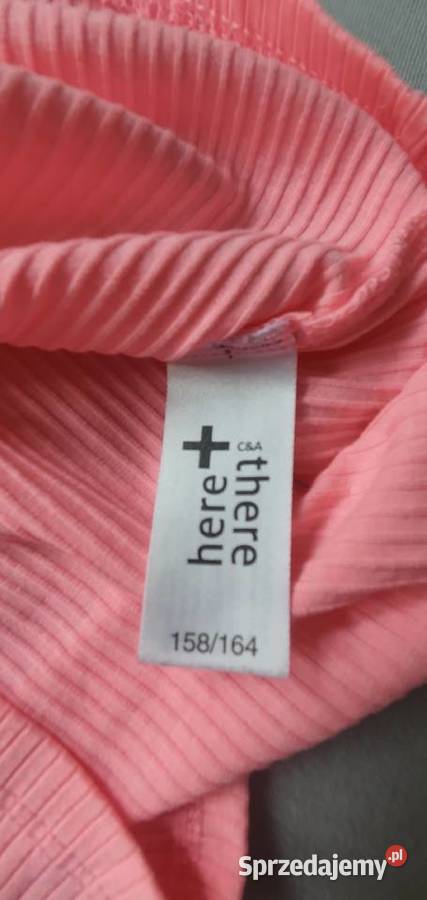 here +
C&A
there
158/164
Sprzedajemy.pl